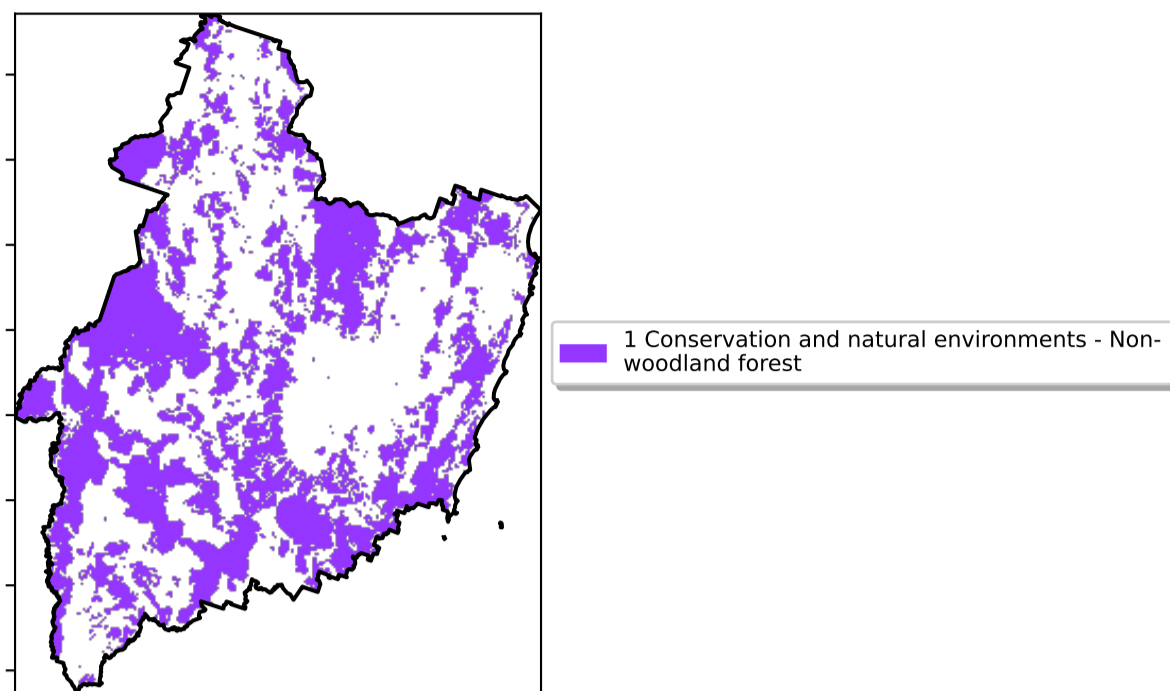 1 Conservation and natural environments - Non-
woodland forest